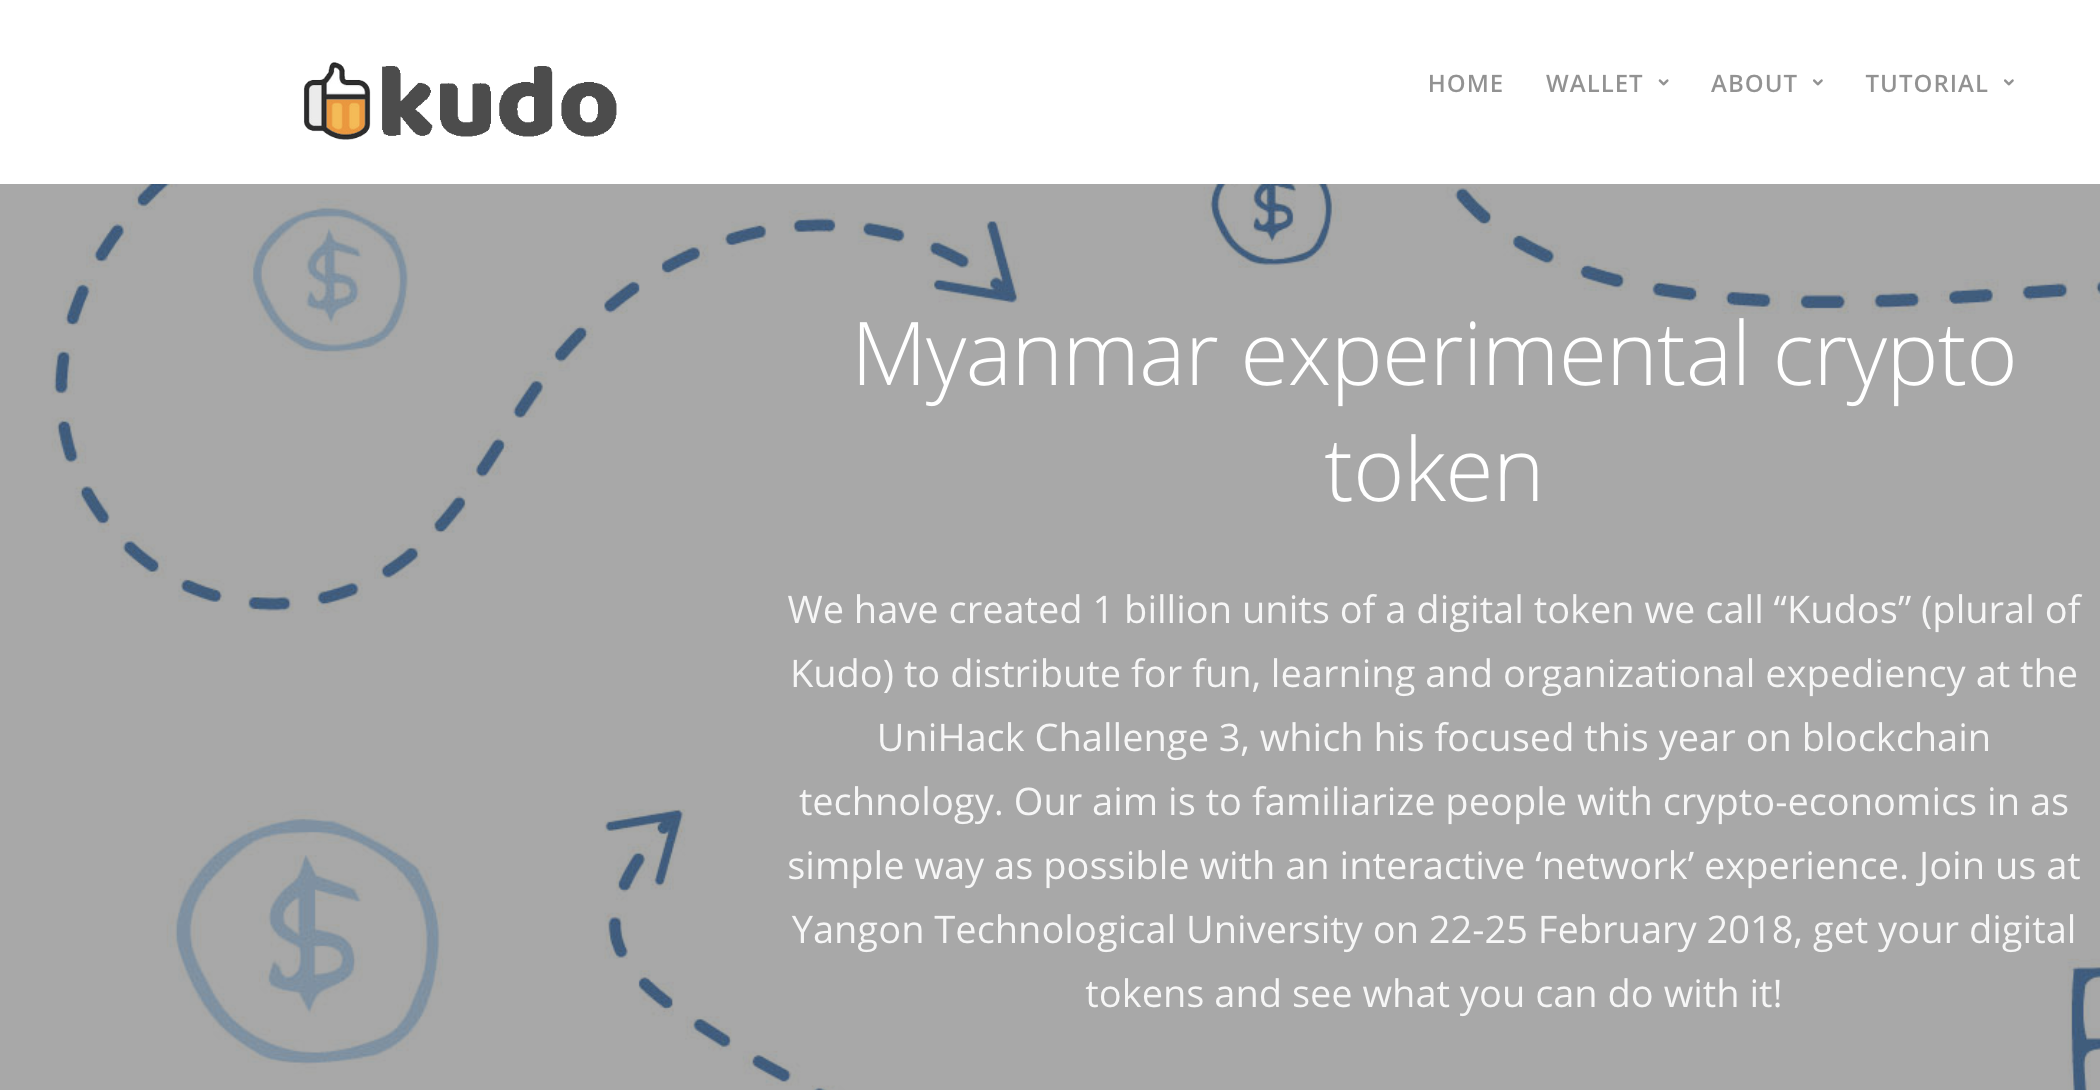 kudo
HOME WALLET ABOUT TUTORIAL
Myanmar experimental crypto
token
We have created 1 billion units of a digital token we call “Kudos” (plural of
Kudo) to distribute for fun, learning and organizational expediency at the
UniHack Challenge 3, which his focused this year on blockchain
technology. Our aim is to familiarize people with crypto-economics in as
simple way as possible with an interactive ‘network’ experience. Join us at
Yangon Technological University on 22-25 February 2018, get your digital
tokens and see what you can do with it!
$
$
$